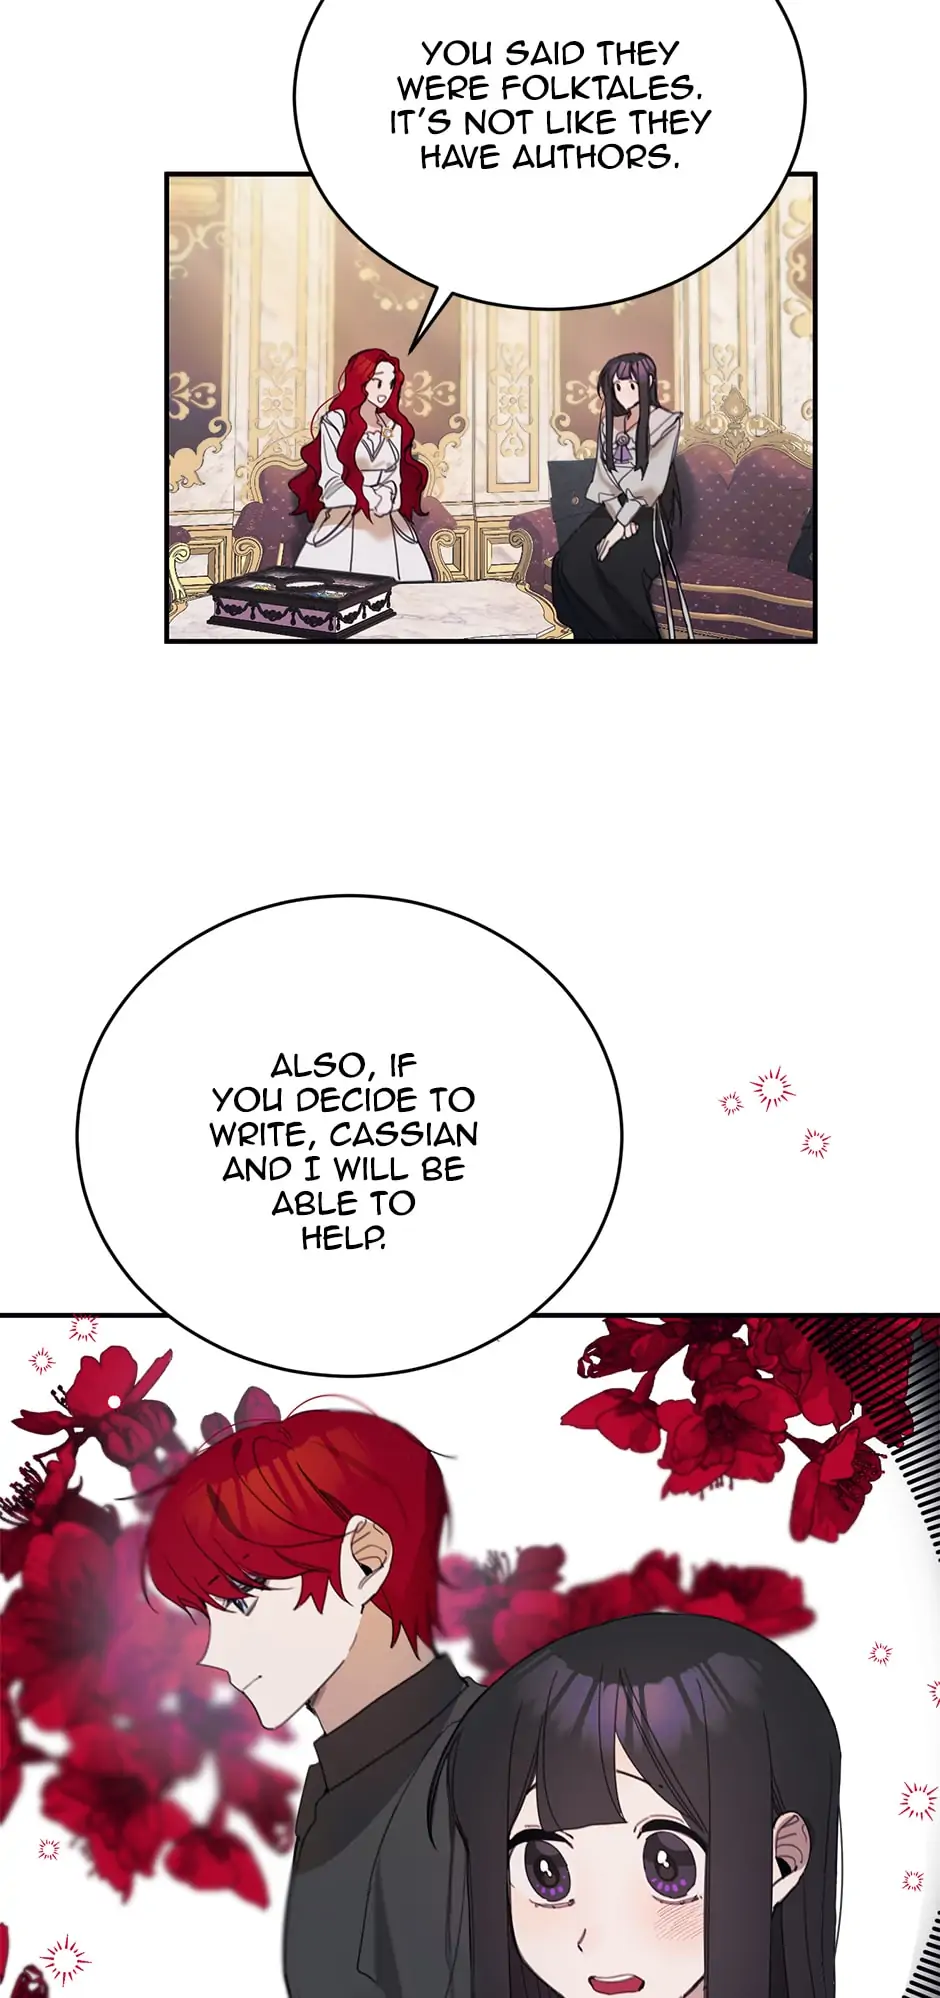 YOU SAID THEY
WERE FOLKTALES.
IT'S NOT LIKE THEY
HAVE AUTHORS.
ALSO, IF
YOU DECIDE TO
WRITE, CASSIAN
AND I WILL BE
ABLE TO
HELP.